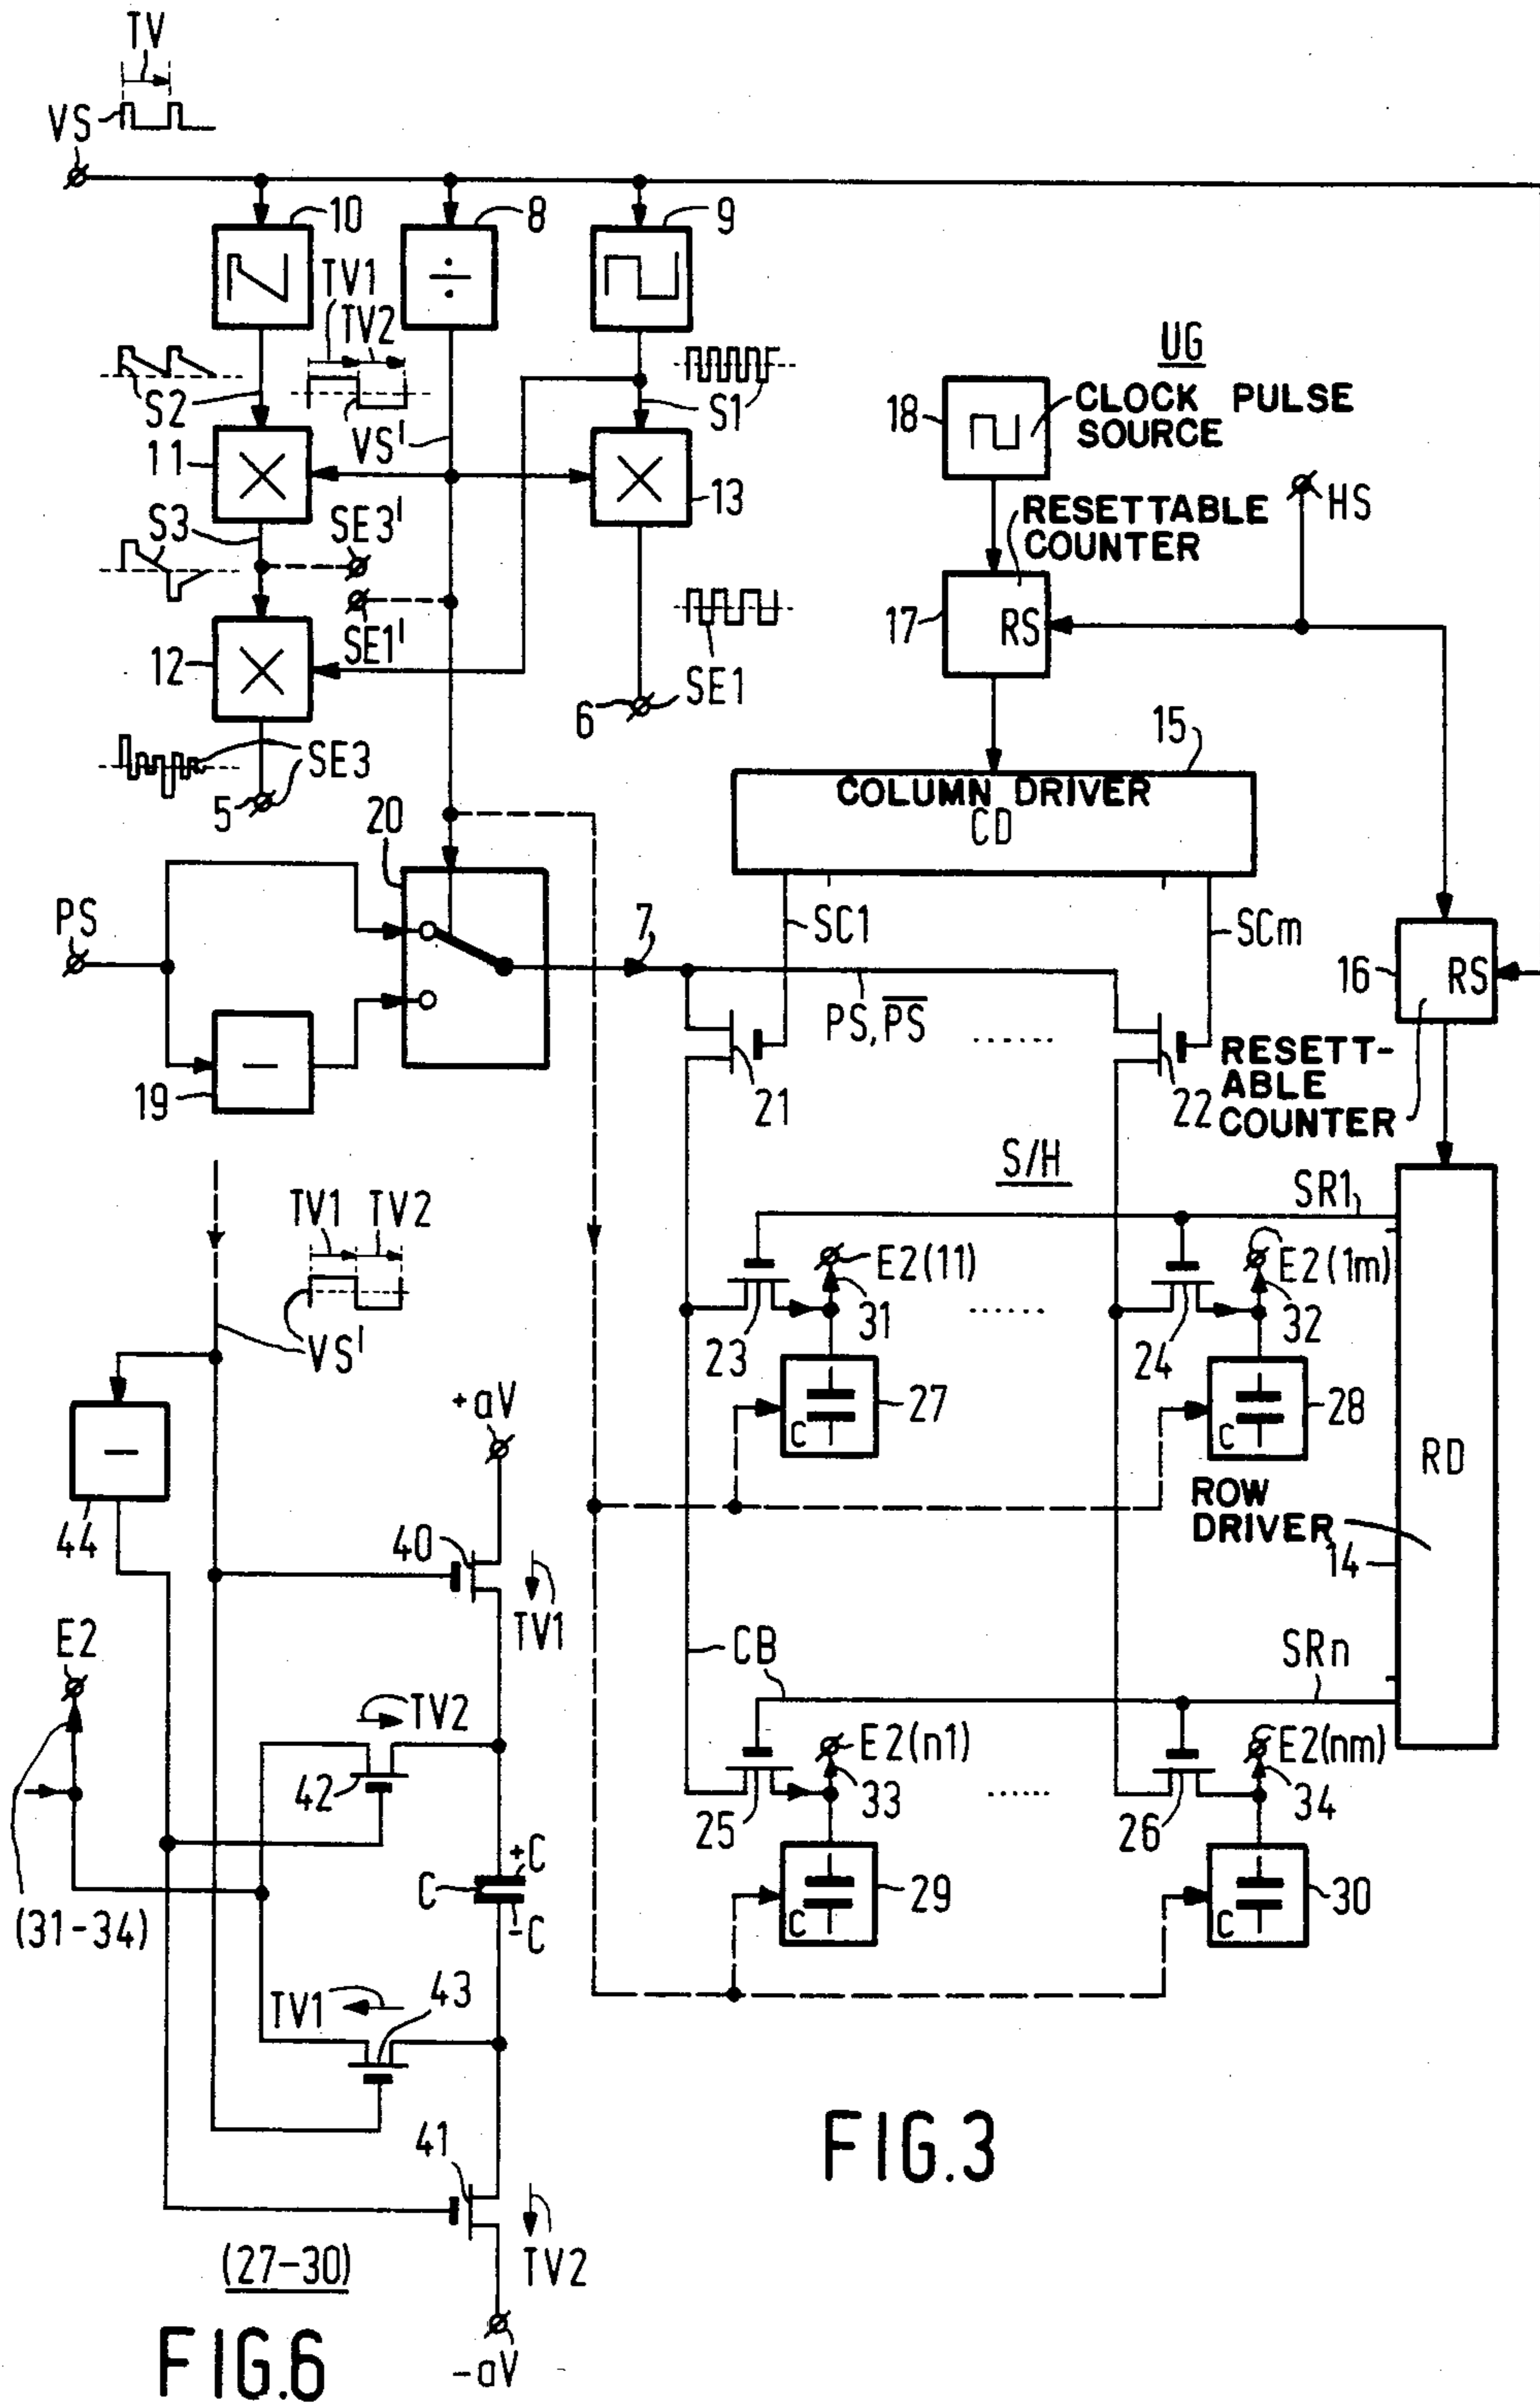 TV
VS
10
8
9
TV1
TV2
UG
S2
VS'
S1
18
CLOCK PULSE
SOURCE
11
13
HS
S3
SE3'
RESETTABLE
COUNTER
SE1'
17
RS
12
SE1
6
15
SE3
5
20
COLUMN DRIVER
CD
PS
7
SC1
SCm
16
RS
PS, P̅S̅
19
21
22
RESETT-
ABLE
COUNTER
S/H
TV1
TV2
SR1
E2(11)
E2(1m)
VS'
23
31
24
32
+aV
C
27
C
28
RD
44
40
ROW
DRIVER
14
TV1
E2
CB
SRn
TV2
E2(n1)
E2(nm)
42
25
33
26
34
+C
C
-C
C
29
C
30
(31-34)
TV1
43
41
FIG.3
(27-30)
TV2
FIG.6
-aV